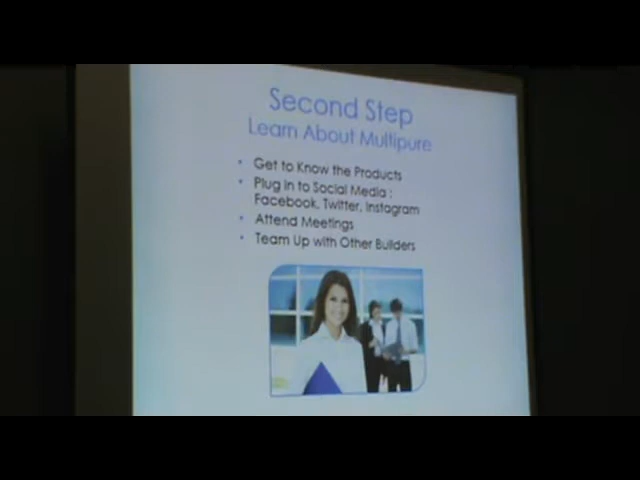 Second Step
Learn About Multipure
• Get to Know the Products
• Plug in to Social Media :
Facebook, Twitter, Instagram
• Attend Meetings
• Team Up with Other Builders